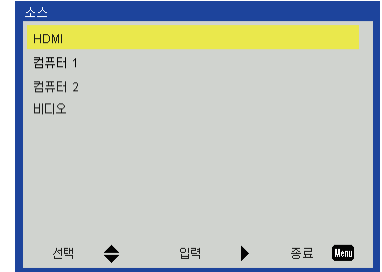 소스
HDMI
컴퓨터 1
컴퓨터 2
비디오
선택 입력 종료 Menu